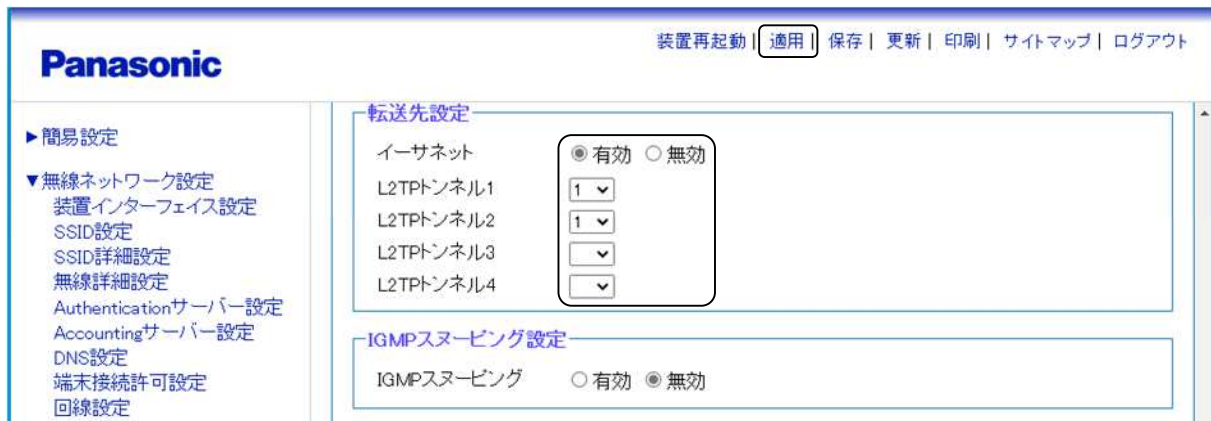 Panasonic
装置再起動| 適用| 保存| 更新| 印刷| サイトマップ| ログアウト
▶簡易設定
▼無線ネットワーク設定
装置インターフェイス設定
SSID設定
SSID詳細設定
無線詳細設定
Authenticationサーバー設定
Accountingサーバー設定
DNS設定
端末接続許可設定
回線設定
転送先設定
イーサネット 有効 無効
L2TPトンネル1 1
L2TPトンネル2 1
L2TPトンネル3
L2TPトンネル4
IGMPスヌーピング設定
IGMPスヌーピング 有効 無効